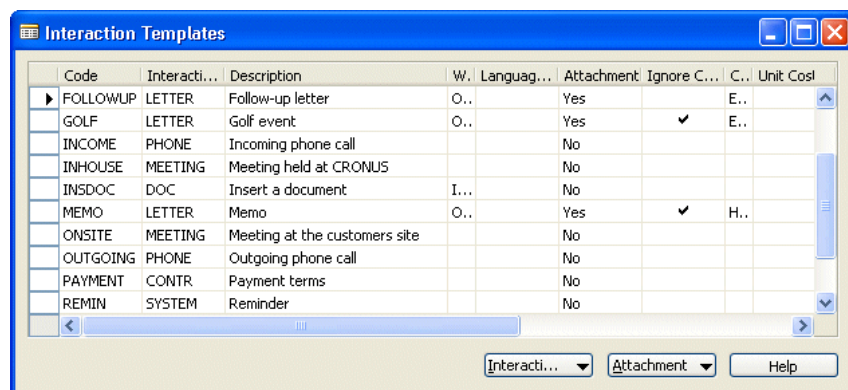 Interaction Templates
Code Interacti... Description W. Languag... Attachment Ignore C... C.. Unit Cost
FOLLOWUP LETTER Follow-up letter O.. Yes E..
GOLF LETTER Golf event O.. Yes ✔ E..
INCOME PHONE Incoming phone call No
INHOUSE MEETING Meeting held at CRONUS No
INSDOC DOC Insert a document I... No
MEMO LETTER Memo O.. Yes ✔ H..
ONSITE MEETING Meeting at the customers site No
OUTGOING PHONE Outgoing phone call No
PAYMENT CONTR Payment terms No
REMIN SYSTEM Reminder No
Interacti... Attachment Help